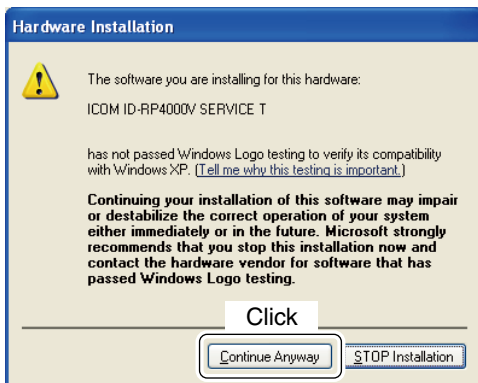 Hardware Installation
The software you are installing for this hardware:
ICOM ID-RP4000V SERVICE T
has not passed Windows Logo testing to verify its compatibility
with Windows XP. (Tell me why this testing is important.)
Continuing your installation of this software may impair
or destabilize the correct operation of your system
either immediately or in the future. Microsoft strongly
recommends that you stop this installation now and
contact the hardware vendor for software that has
passed Windows Logo testing.
Click
Continue Anyway STOP Installation